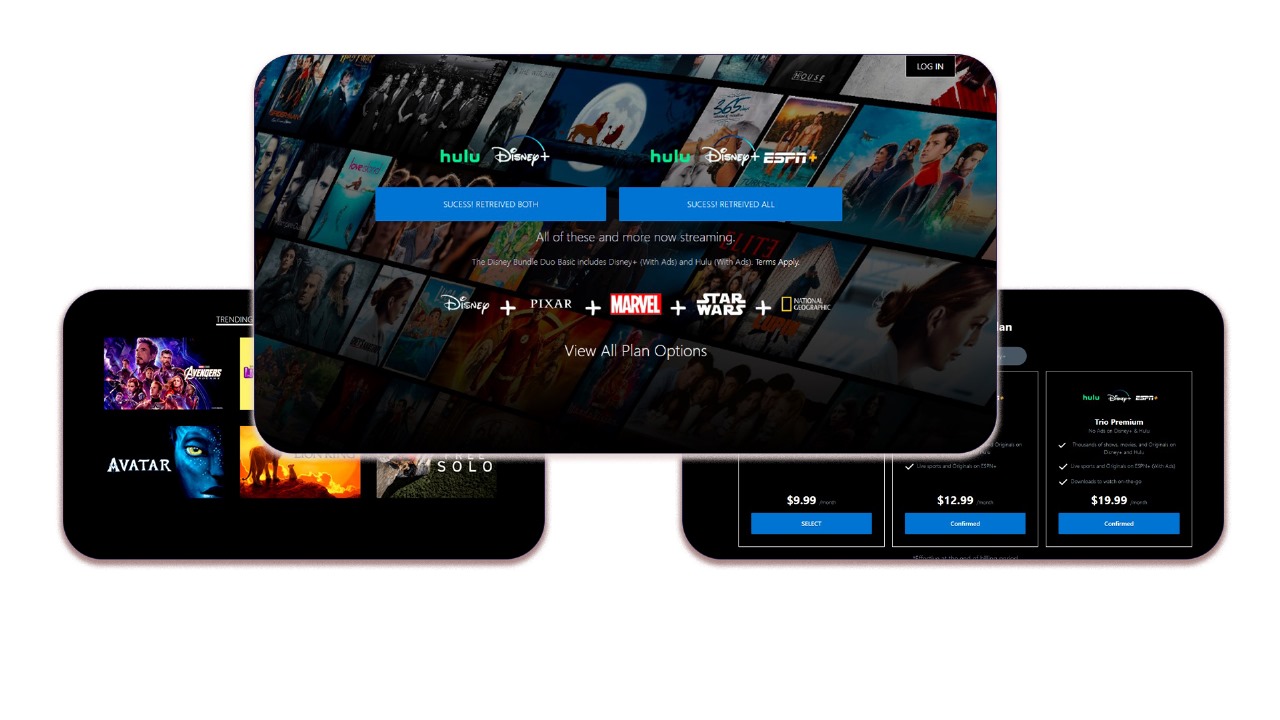 LOG IN
HOUSE
365
hulu Disney+
hulu Disney+ ESPN+
SUCESS! RETREIVED BOTH
SUCESS! RETREIVED ALL
All of these and more now streaming.
The Disney Bundle Duo Basic includes Disney+ (With Ads) and Hulu (With Ads). Terms Apply.
Disney + PIXAR + MARVEL + STAR WARS + NATIONAL GEOGRAPHIC
View All Plan Options
TRENDING
AVENGERS
AVATAR
LION KING
SOLO
lan
hulu Disney+ ESPN+
Trio Premium
No Ads on Disney+ & Hulu
Thousands of shows, movies, and Originals on
Disney+ and Hulu
Live sports and Originals on ESPN+ (With Ads)
Downloads to watch on-the-go
and Originals on
Live sports and Originals on ESPN+
$9.99 /month
$12.99 /month
$19.99 /month
SELECT
Confirmed
Confirmed
*Effective at the end of billing period